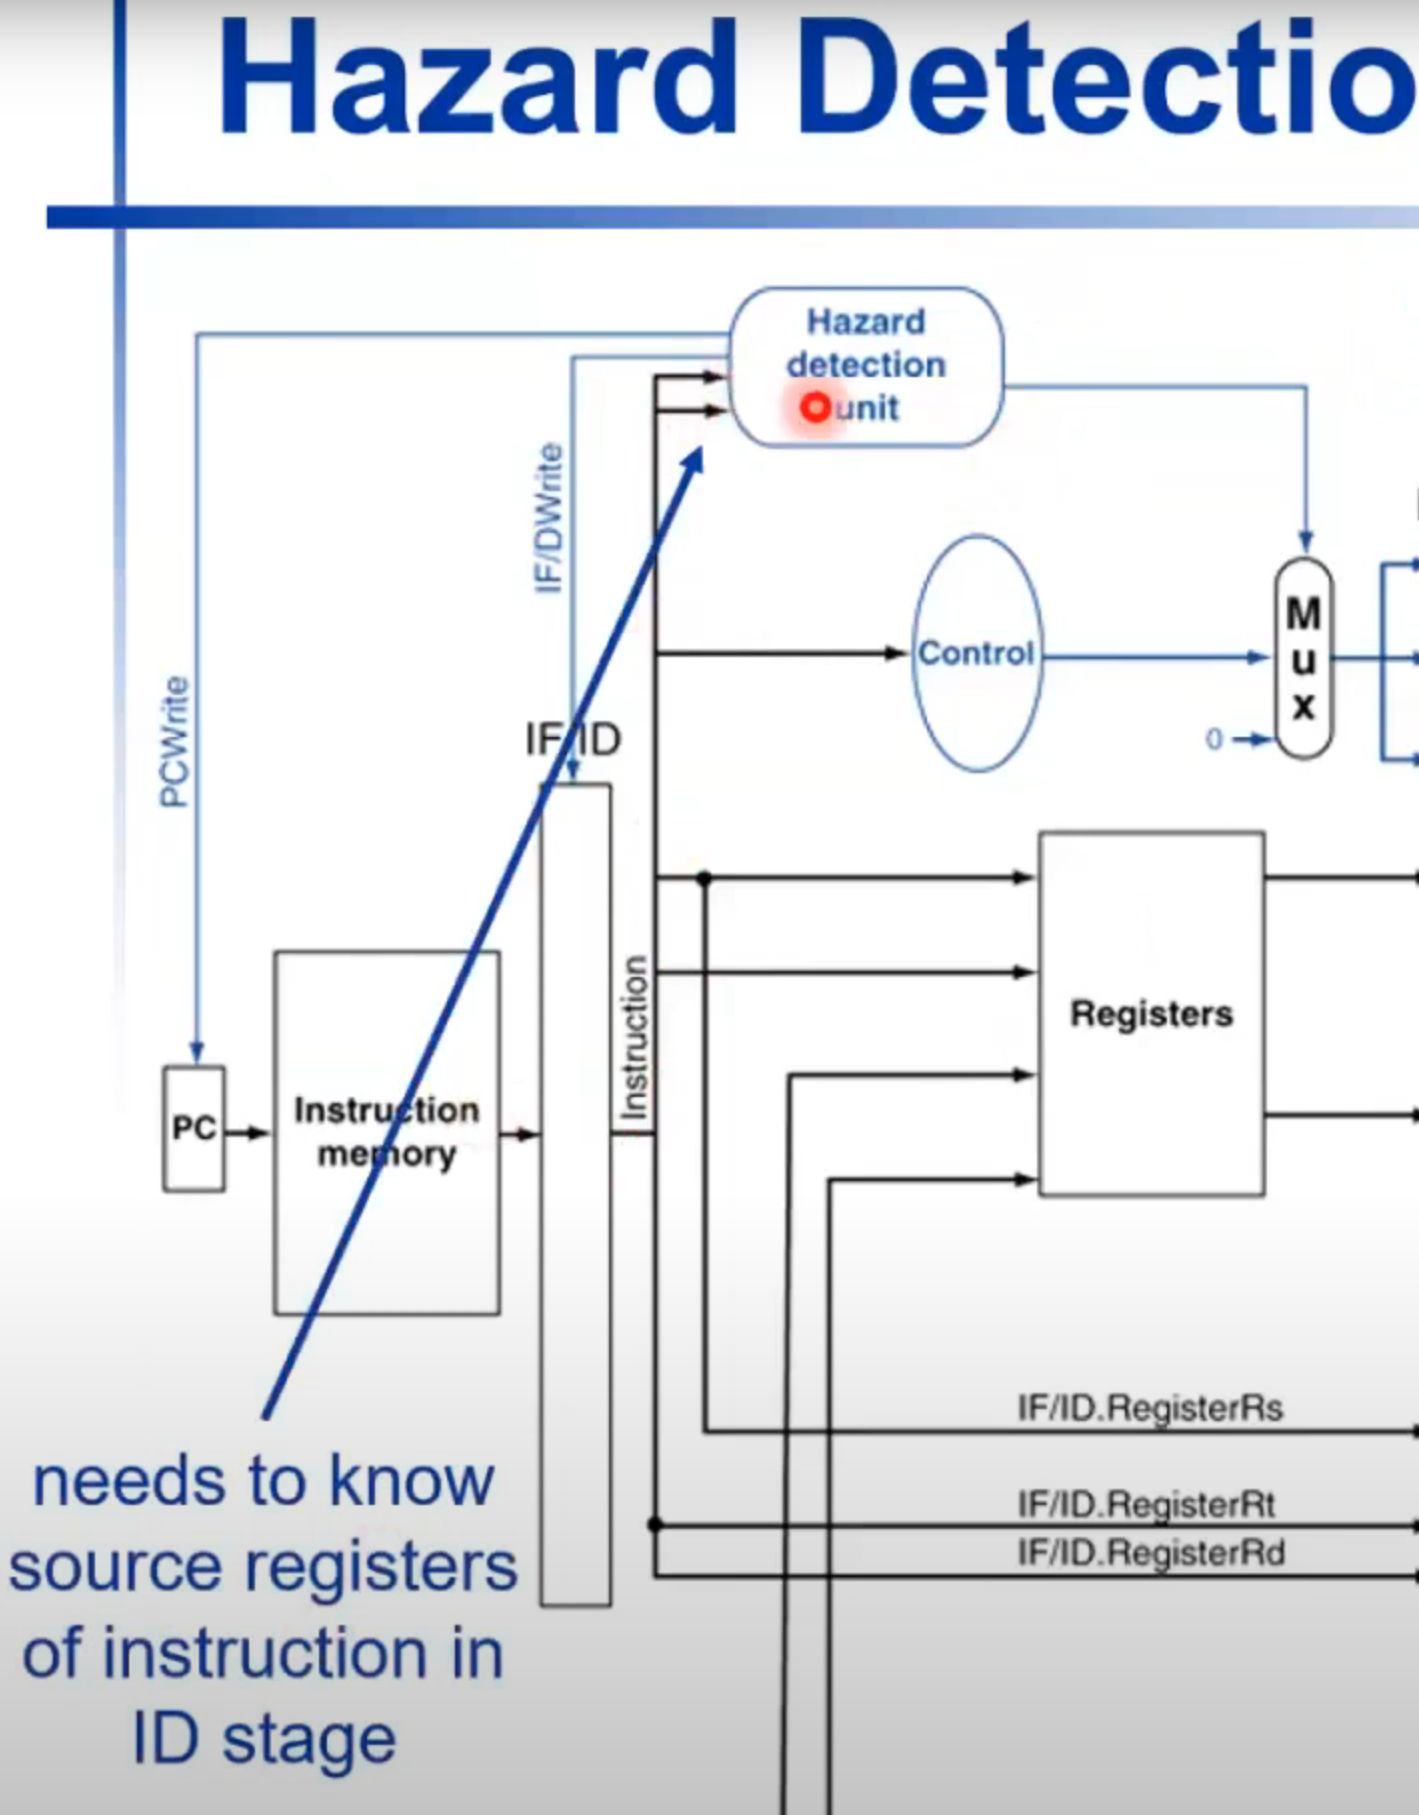 Hazard Detectio
Hazard
detection
unit
IF/DWrite
PCWrite
Control
M
u
x
0
IF/ID
Instruction
Registers
PC
Instruction
memory
IF/ID.RegisterRs
IF/ID.RegisterRt
IF/ID.RegisterRd
needs to know
source registers
of instruction in
ID stage